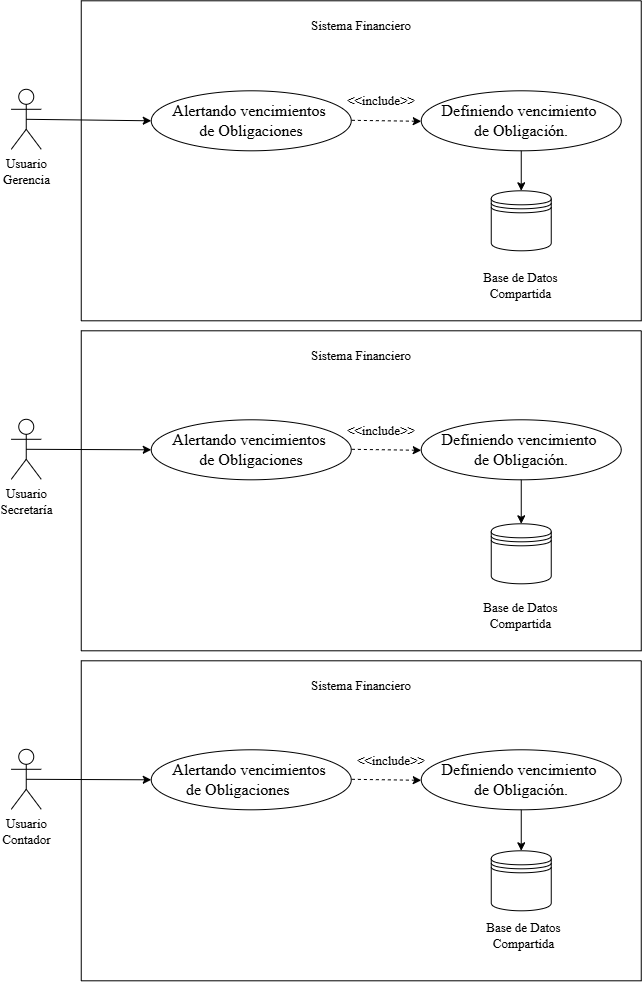 Sistema Financiero
Alertando vencimientos
de Obligaciones
<<include>>
Definiendo vencimiento
de Obligación.
Usuario
Gerencia
Base de Datos
Compartida
Sistema Financiero
Alertando vencimientos
de Obligaciones
<<include>>
Definiendo vencimiento
de Obligación.
Usuario
Secretaría
Base de Datos
Compartida
Sistema Financiero
Alertando vencimientos
de Obligaciones
<<include>>
Definiendo vencimiento
de Obligación.
Usuario
Contador
Base de Datos
Compartida